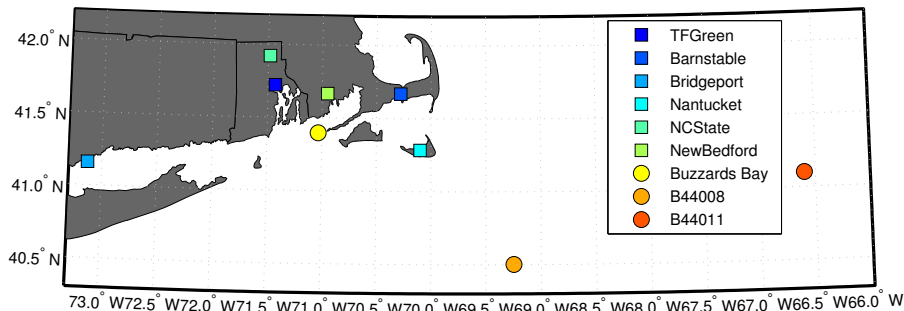 42.0° N
41.5° N
41.0° N
40.5° N
TFGreen
Barnstable
Bridgeport
Nantucket
NCState
NewBedford
Buzzards Bay
B44008
B44011
73.0° W72.5° W72.0° W71.5° W71.0° W70.5° W70.0° W69.5° W69.0° W68.5° W68.0° W67.5° W67.0° W66.5° W66.0° W